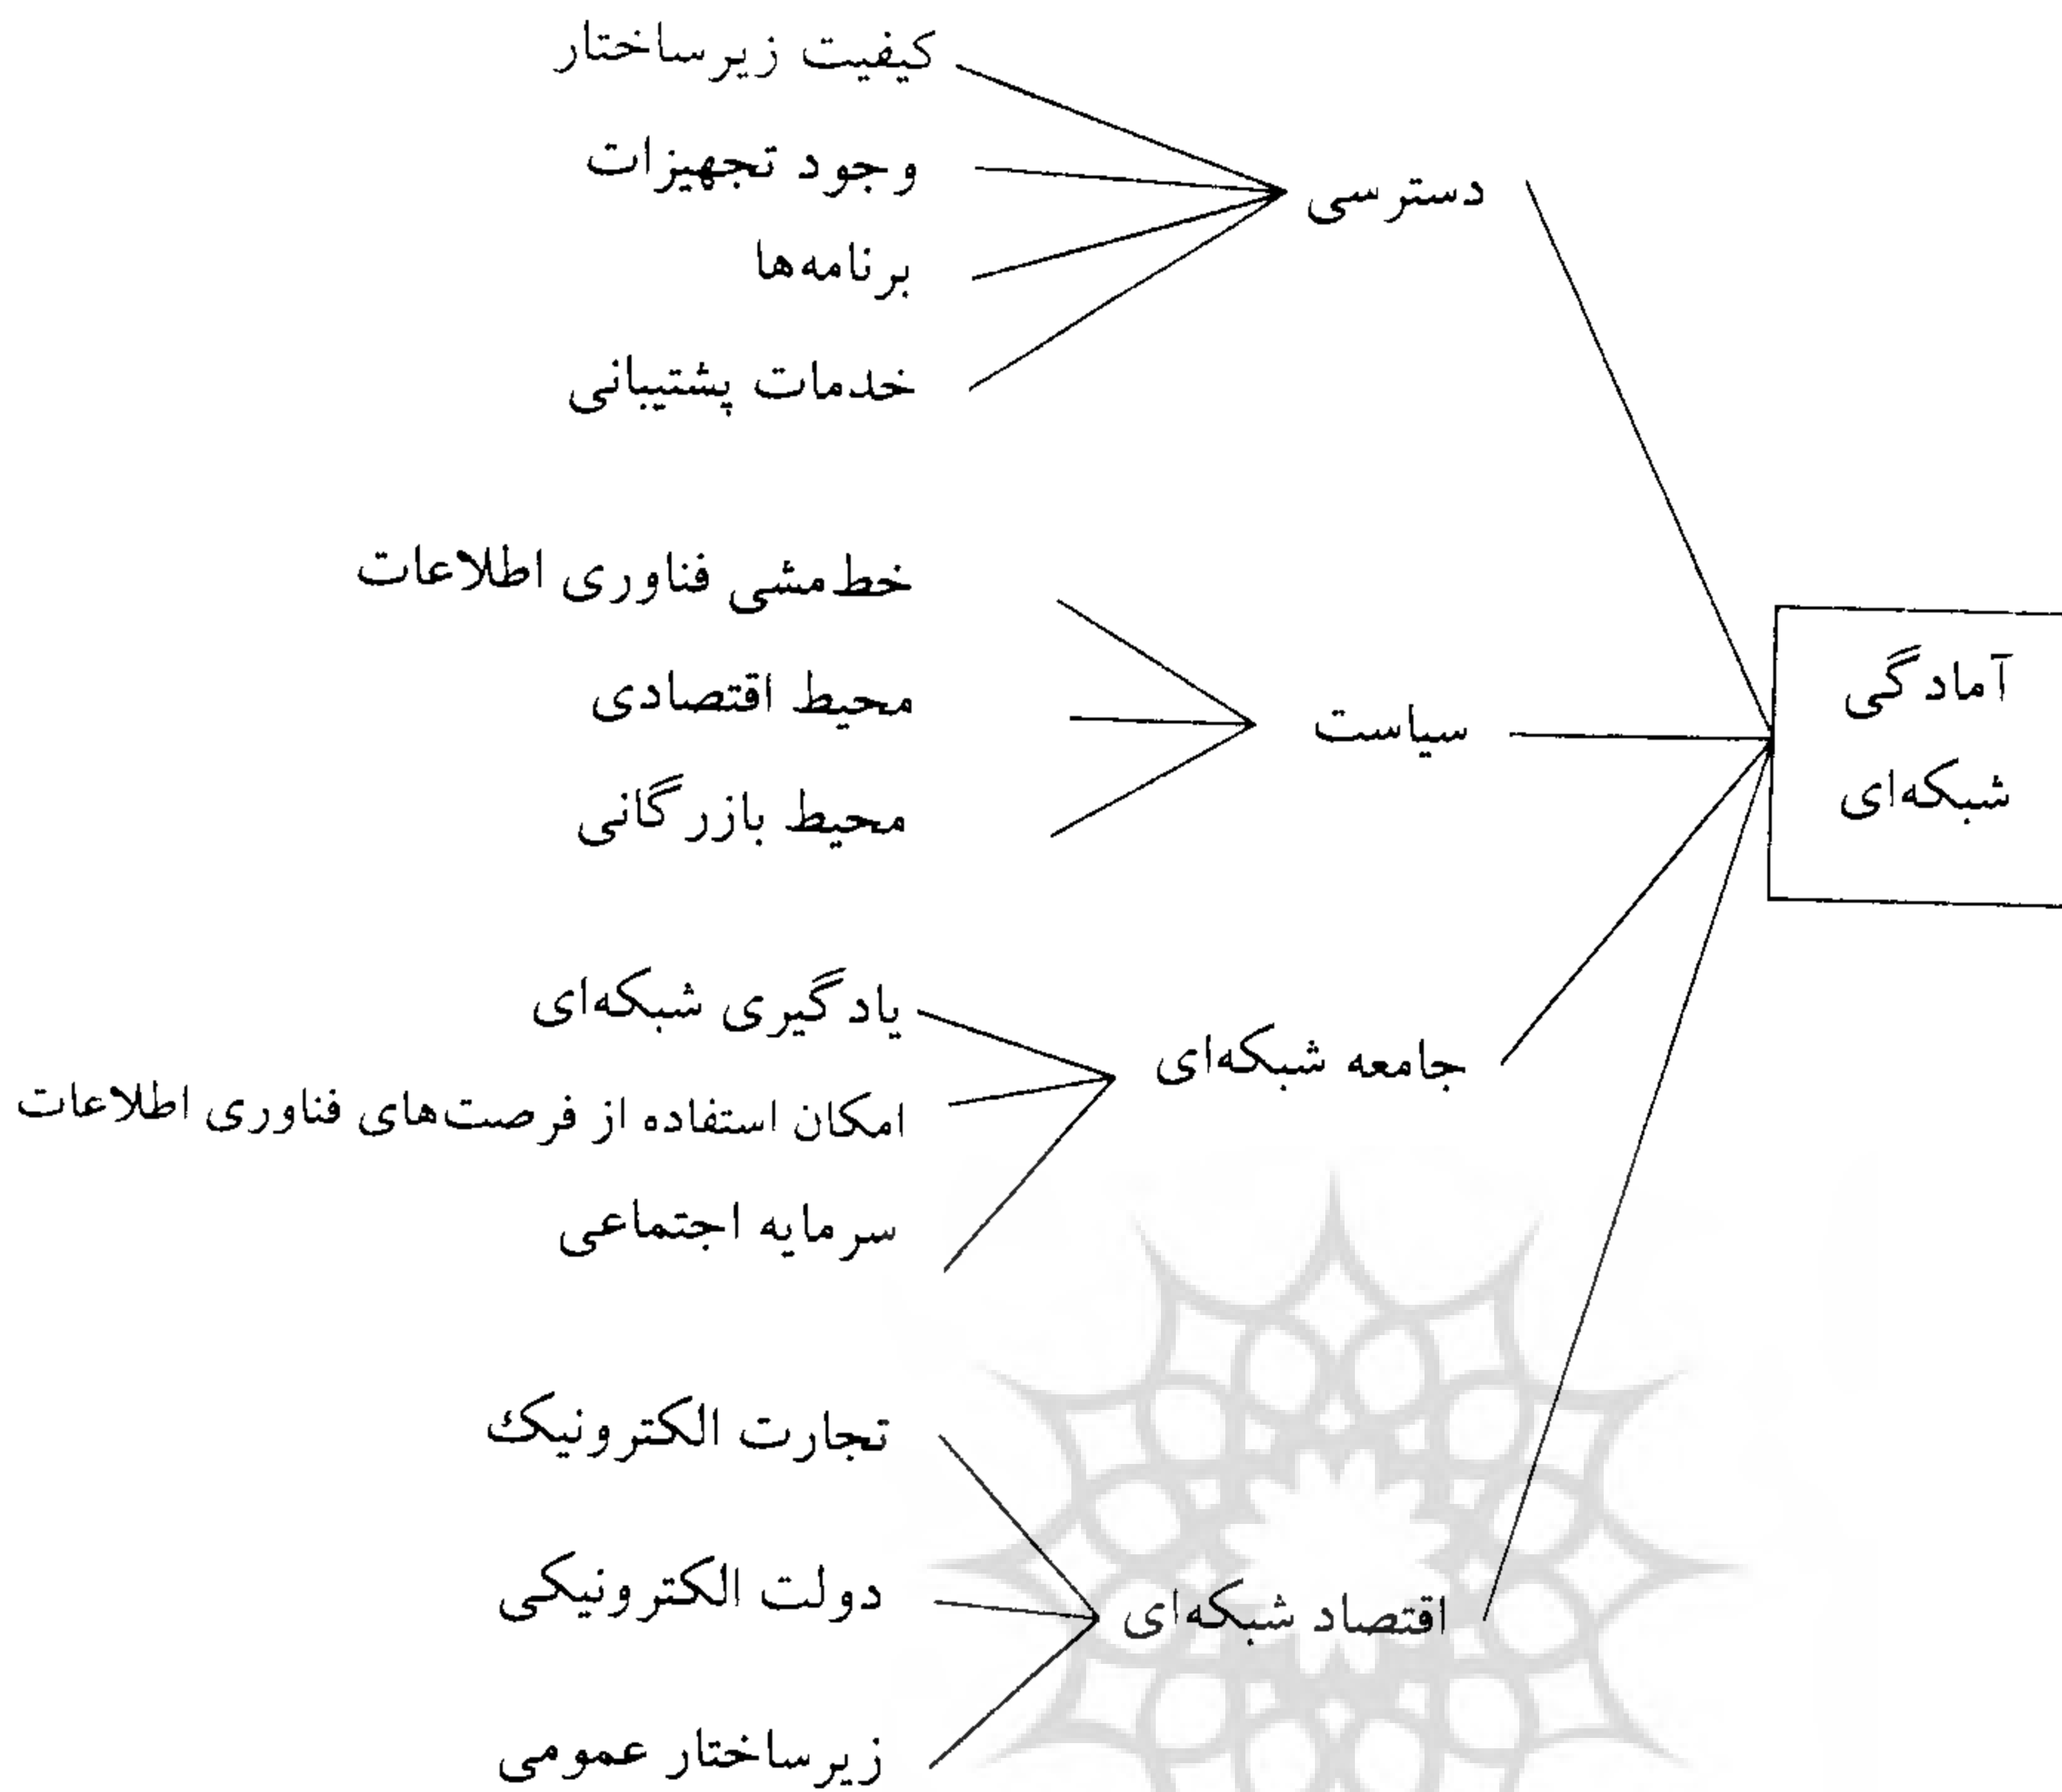 آمادگی
شبکه‌ای
دسترسی
کیفیت زیرساختار
وجود تجهیزات
برنامه‌ها
خدمات پشتیبانی
سیاست
خط‌مشی فناوری اطلاعات
محیط اقتصادی
محیط بازرگانی
جامعه شبکه‌ای
یادگیری شبکه‌ای
امکان استفاده از فرصت‌های فناوری اطلاعات
سرمایه اجتماعی
اقتصاد شبکه‌ای
تجارت الکترونیک
دولت الکترونیکی
زیرساختار عمومی